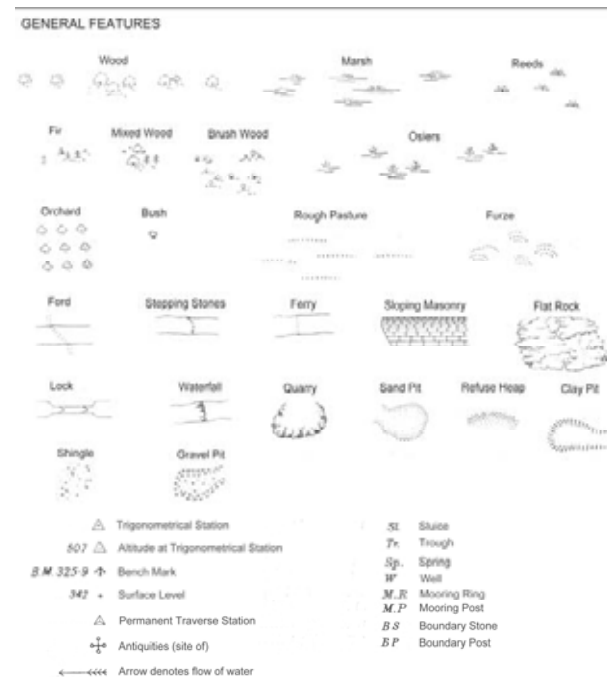 GENERAL FEATURES
Wood Marsh Reeds
Fir Mixed Wood Brush Wood Osiers
Orchard Bush Rough Pasture Furze
Ford Stepping Stones Ferry Sloping Masonry Flat Rock
Lock Waterfall Quarry Sand Pit Refuse Heap Clay Pit
Shingle Gravel Pit
Trigonometrical Station
507 Altitude at Trigonometrical Station
B.M. 325·9 Bench Mark
342 + Surface Level
Permanent Traverse Station
Antiquities (site of)
Arrow denotes flow of water
Sl. Sluice
Tr. Trough
Sp. Spring
W Well
M.R Mooring Ring
M.P Mooring Post
B S Boundary Stone
B P Boundary Post